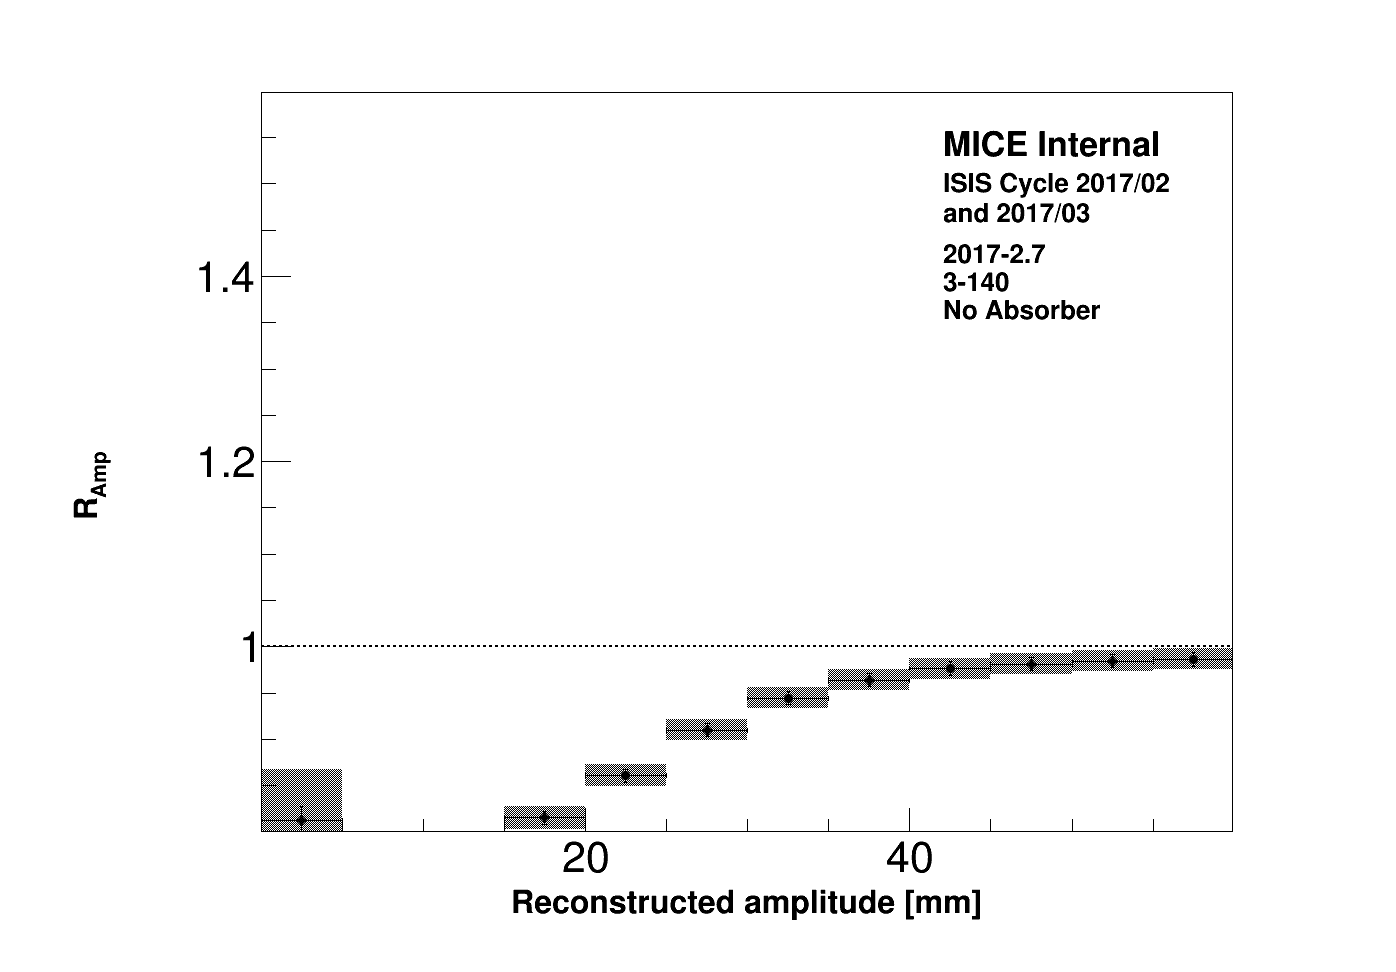 MICE Internal
ISIS Cycle 2017/02
and 2017/03
2017-2.7
3-140
No Absorber
1.4
1.2
1
R_Amp
20 40
Reconstructed amplitude [mm]